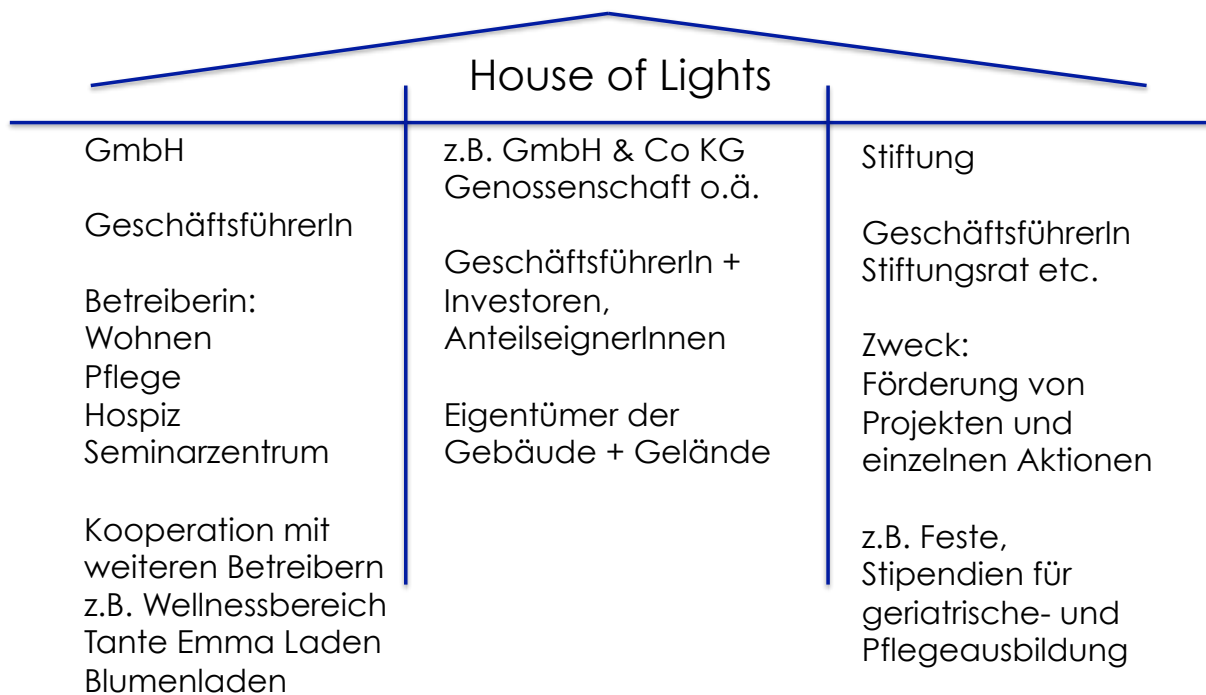 House of Lights
GmbH
GeschäftsführerIn
Betreiberin:
Wohnen
Pflege
Hospiz
Seminarzentrum
Kooperation mit
weiteren Betreibern
z.B. Wellnessbereich
Tante Emma Laden
Blumenladen
z.B. GmbH & Co KG
Genossenschaft o.ä.
GeschäftsführerIn +
Investoren,
AnteilseignerInnen
Eigentümer der
Gebäude + Gelände
Stiftung
GeschäftsführerIn
Stiftungsrat etc.
Zweck:
Förderung von
Projekten und
einzelnen Aktionen
z.B. Feste,
Stipendien für
geriatrische- und
Pflegeausbildung